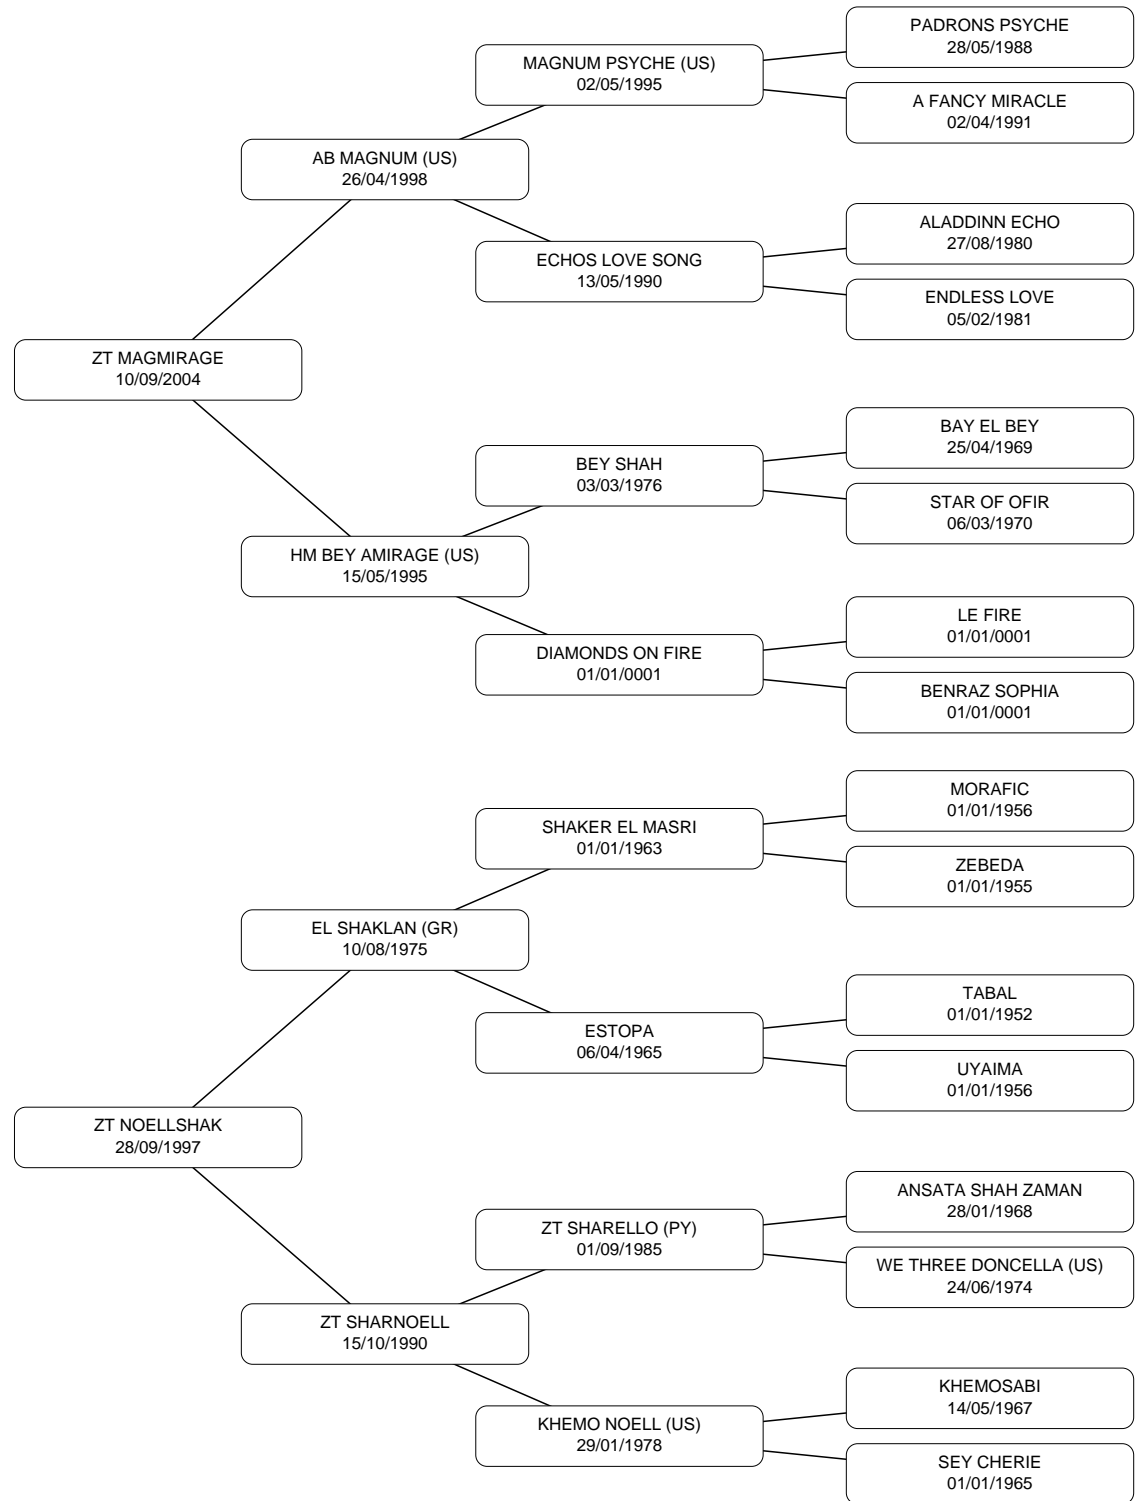 PADRONS PSYCHE
28/05/1988
MAGNUM PSYCHE (US)
02/05/1995
A FANCY MIRACLE
02/04/1991
AB MAGNUM (US)
26/04/1998
ALADDINN ECHO
27/08/1980
ECHOS LOVE SONG
13/05/1990
ENDLESS LOVE
05/02/1981
ZT MAGMIRAGE
10/09/2004
BAY EL BEY
25/04/1969
BEY SHAH
03/03/1976
STAR OF OFIR
06/03/1970
HM BEY AMIRAGE (US)
15/05/1995
LE FIRE
01/01/0001
DIAMONDS ON FIRE
01/01/0001
BENRAZ SOPHIA
01/01/0001
MORAFIC
01/01/1956
SHAKER EL MASRI
01/01/1963
ZEBEDA
01/01/1955
EL SHAKLAN (GR)
10/08/1975
TABAL
01/01/1952
ESTOPA
06/04/1965
UYAIMA
01/01/1956
ZT NOELLSHAK
28/09/1997
ANSATA SHAH ZAMAN
28/01/1968
ZT SHARELLO (PY)
01/09/1985
WE THREE DONCELLA (US)
24/06/1974
ZT SHARNOELL
15/10/1990
KHEMOSABI
14/05/1967
KHEMO NOELL (US)
29/01/1978
SEY CHERIE
01/01/1965